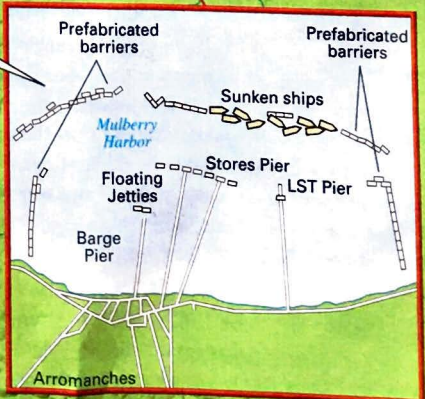 Prefabricated
barriers
Prefabricated
barriers
Sunken ships
Mulberry
Harbor
Stores Pier
Floating
Jetties
LST Pier
Barge
Pier
Arromanches